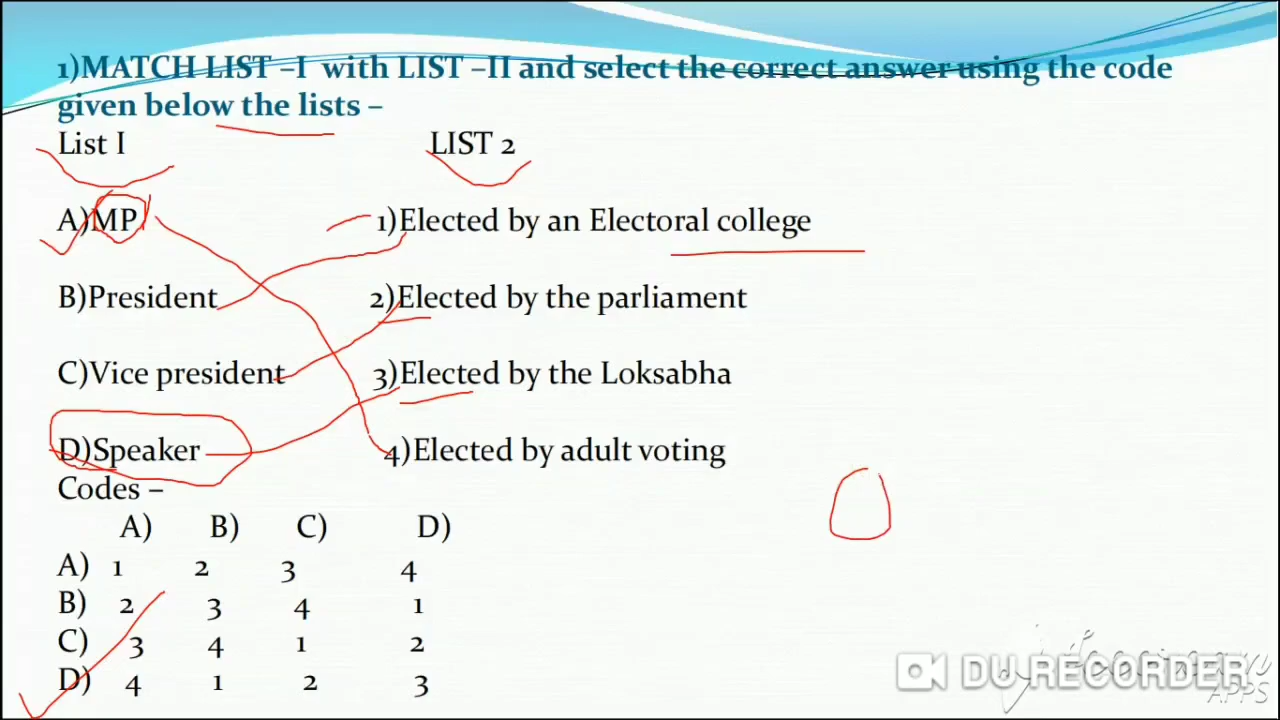 1)MATCH LIST –I with LIST –II and select the correct answer using the code
given below the lists –
List I LIST 2
A)MP 1)Elected by an Electoral college
B)President 2)Elected by the parliament
C)Vice president 3)Elected by the Loksabha
D)Speaker 4)Elected by adult voting
Codes –
A) B) C) D)
A) 1 2 3 4
B) 2 3 4 1
C) 3 4 1 2
D) 4 1 2 3
DU RECORDER
APPS